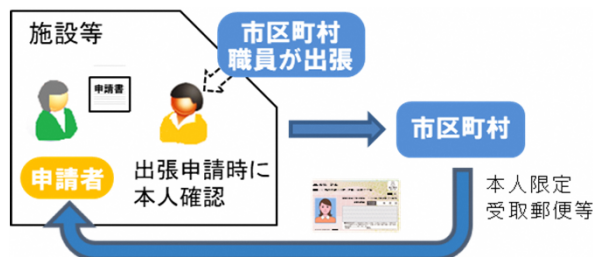 施設等
市区町村
職員が出張
申請書
申請者
出張申請時に
本人確認
市区町村
本人限定
受取郵便等